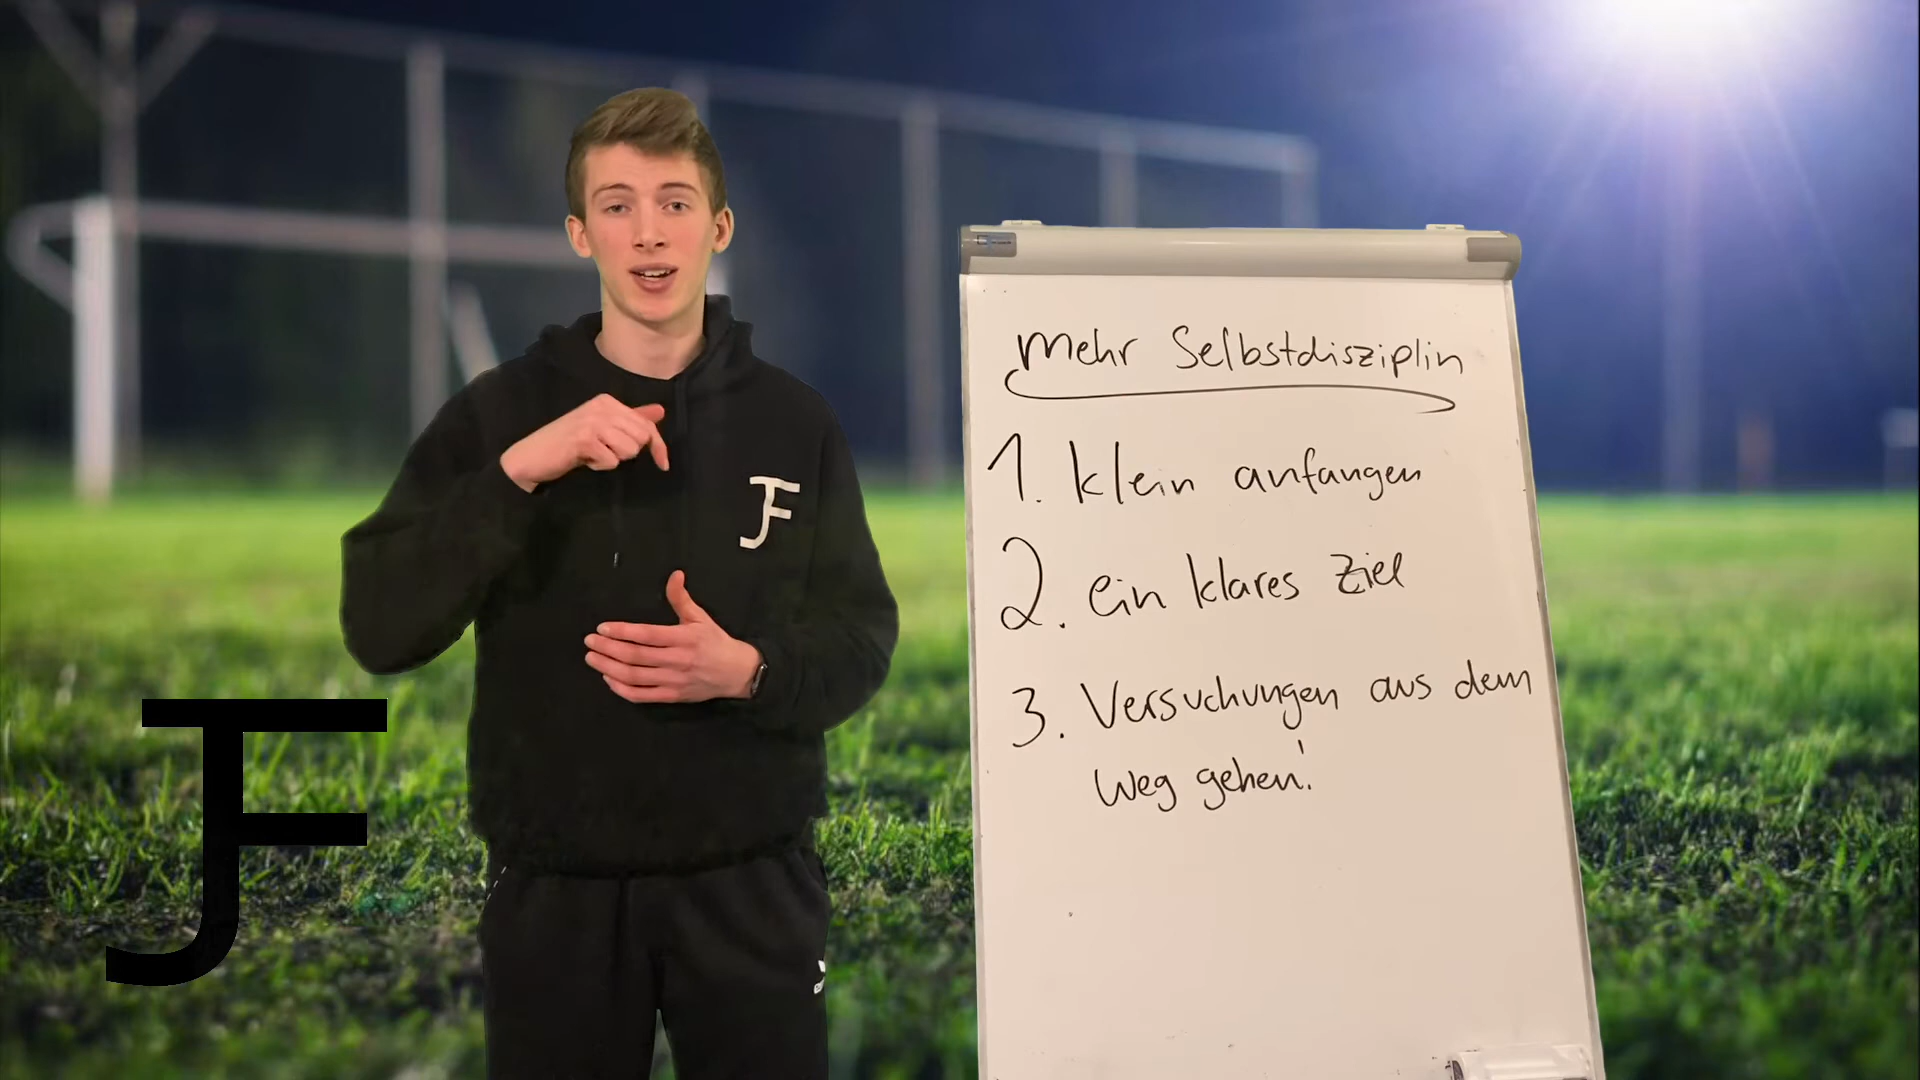 mehr Selbstdisziplin
1. klein anfangen
2. ein klares Ziel
3. Versuchungen aus dem
Weg gehen!
JF
JF